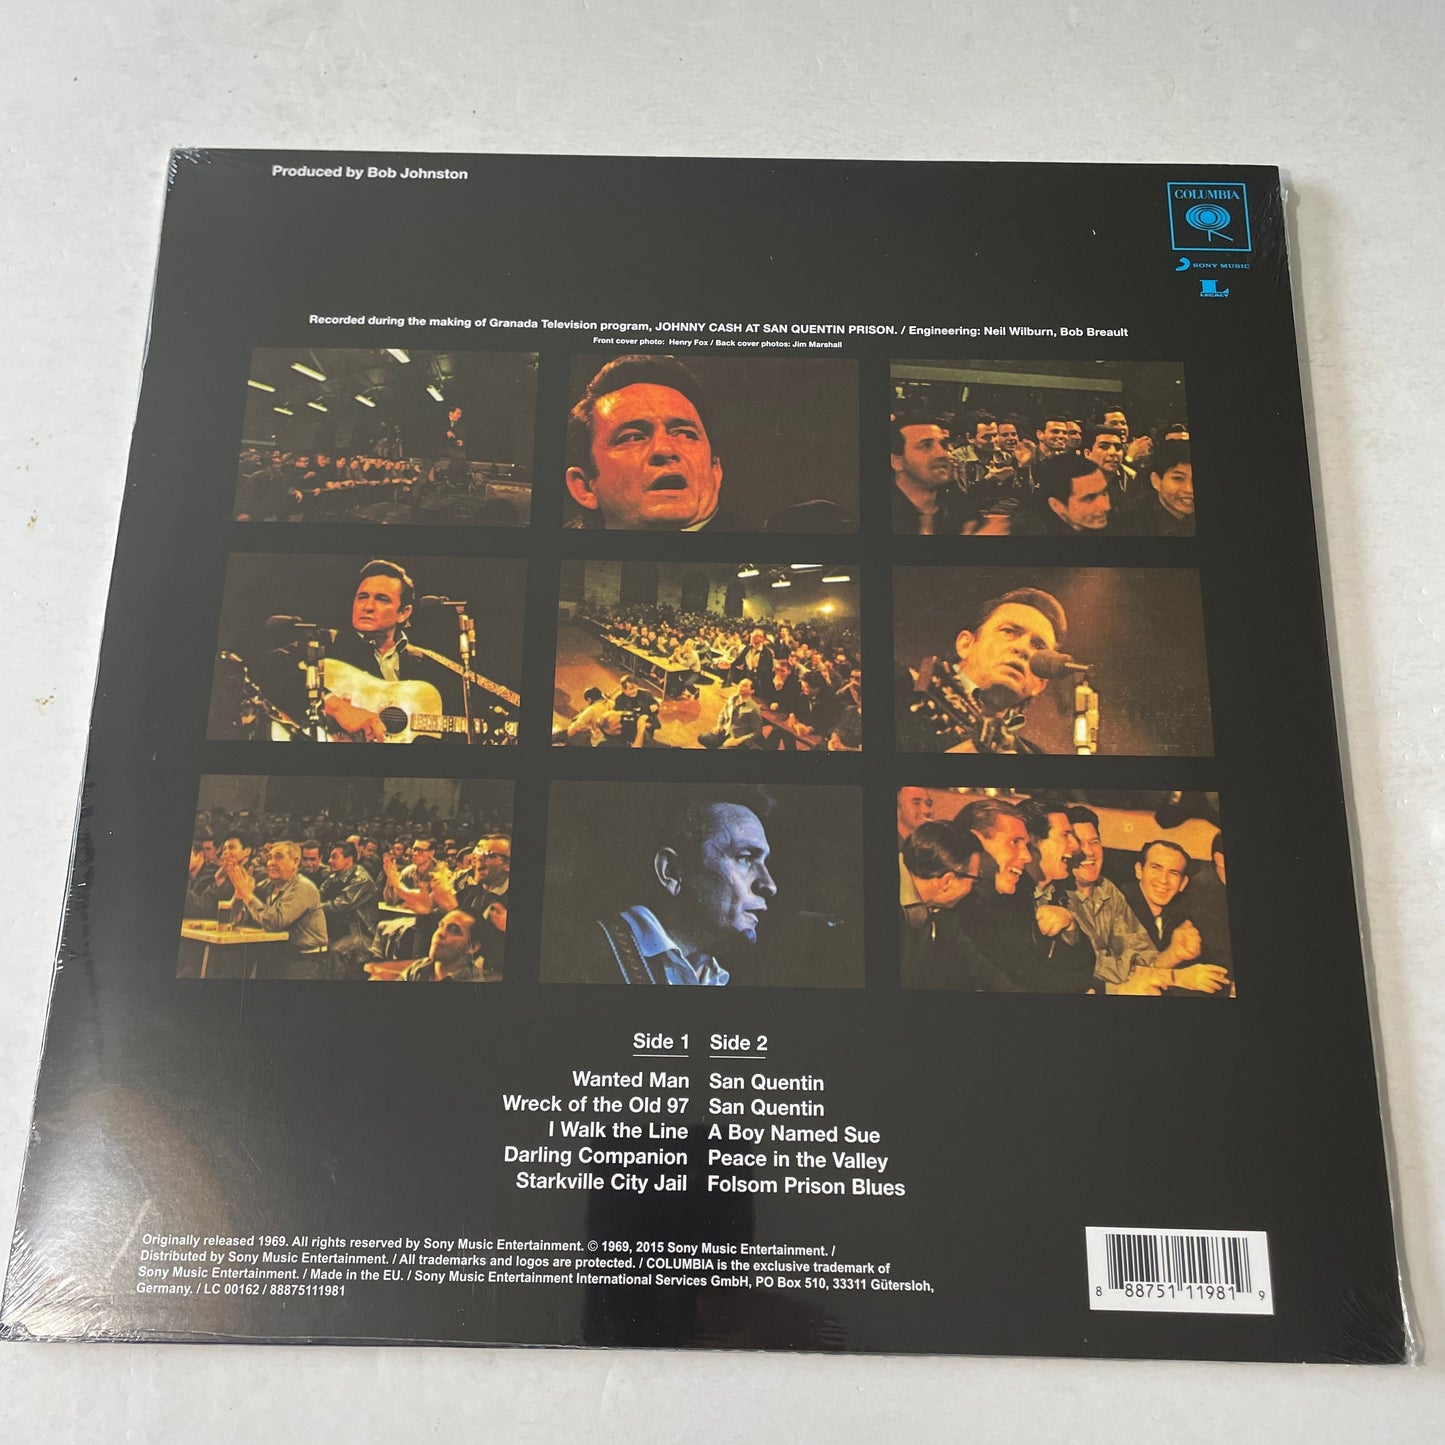 Produced by Bob Johnston
COLUMBIA
SONY MUSIC
L
LEGACY
Recorded during the making of Granada Television program, JOHNNY CASH AT SAN QUENTIN PRISON. / Engineering: Neil Wilburn, Bob Breault
Front cover photo: Henry Fox / Back cover photos: Jim Marshall
Side 1
Wanted Man
Wreck of the Old 97
I Walk the Line
Darling Companion
Starkville City Jail
Side 2
San Quentin
San Quentin
A Boy Named Sue
Peace in the Valley
Folsom Prison Blues
Originally released 1969. All rights reserved by Sony Music Entertainment. © 1969, 2015 Sony Music Entertainment. /
Distributed by Sony Music Entertainment. / All trademarks and logos are protected. / COLUMBIA is the exclusive trademark of
Sony Music Entertainment. / Made in the EU. / Sony Music Entertainment International Services GmbH, PO Box 510, 33311 Gütersloh,
Germany. / LC 00162 / 88875111981
8 88751 11981 9